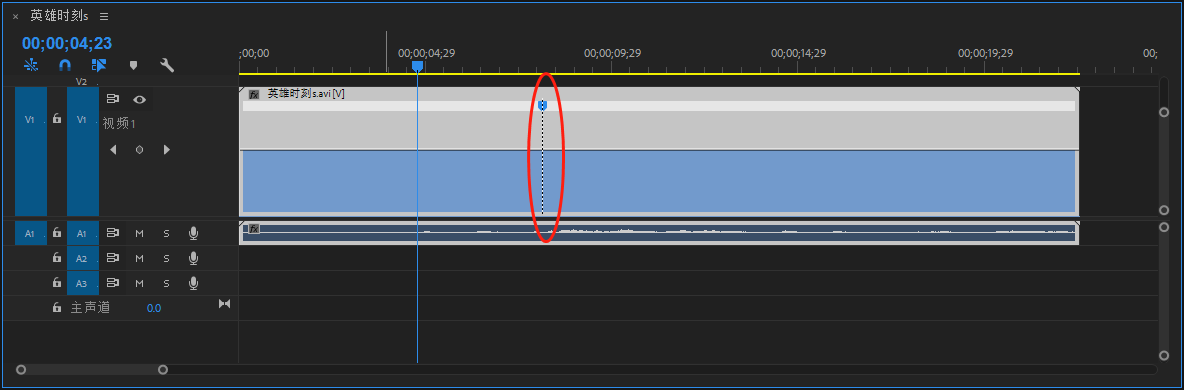 × 英雄时刻s ☰
00;00;04;23
;00;00 00;00;04;29 00;00;09;29 00;00;14;29 00;00;19;29 00;
V2
fx 英雄时刻s.avi[V]
V1 V1
视频1
A1 A1 M S fx
A2 M S
A3 M S
主声道 0.0